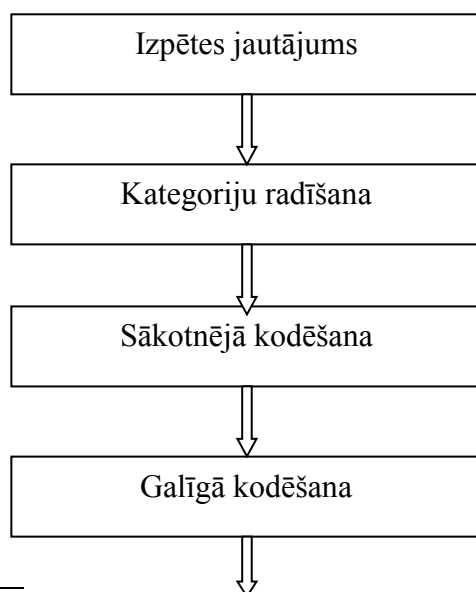 Izpētes jautājums
Kategoriju radīšana
Sākotnējā kodēšana
Galīgā kodēšana